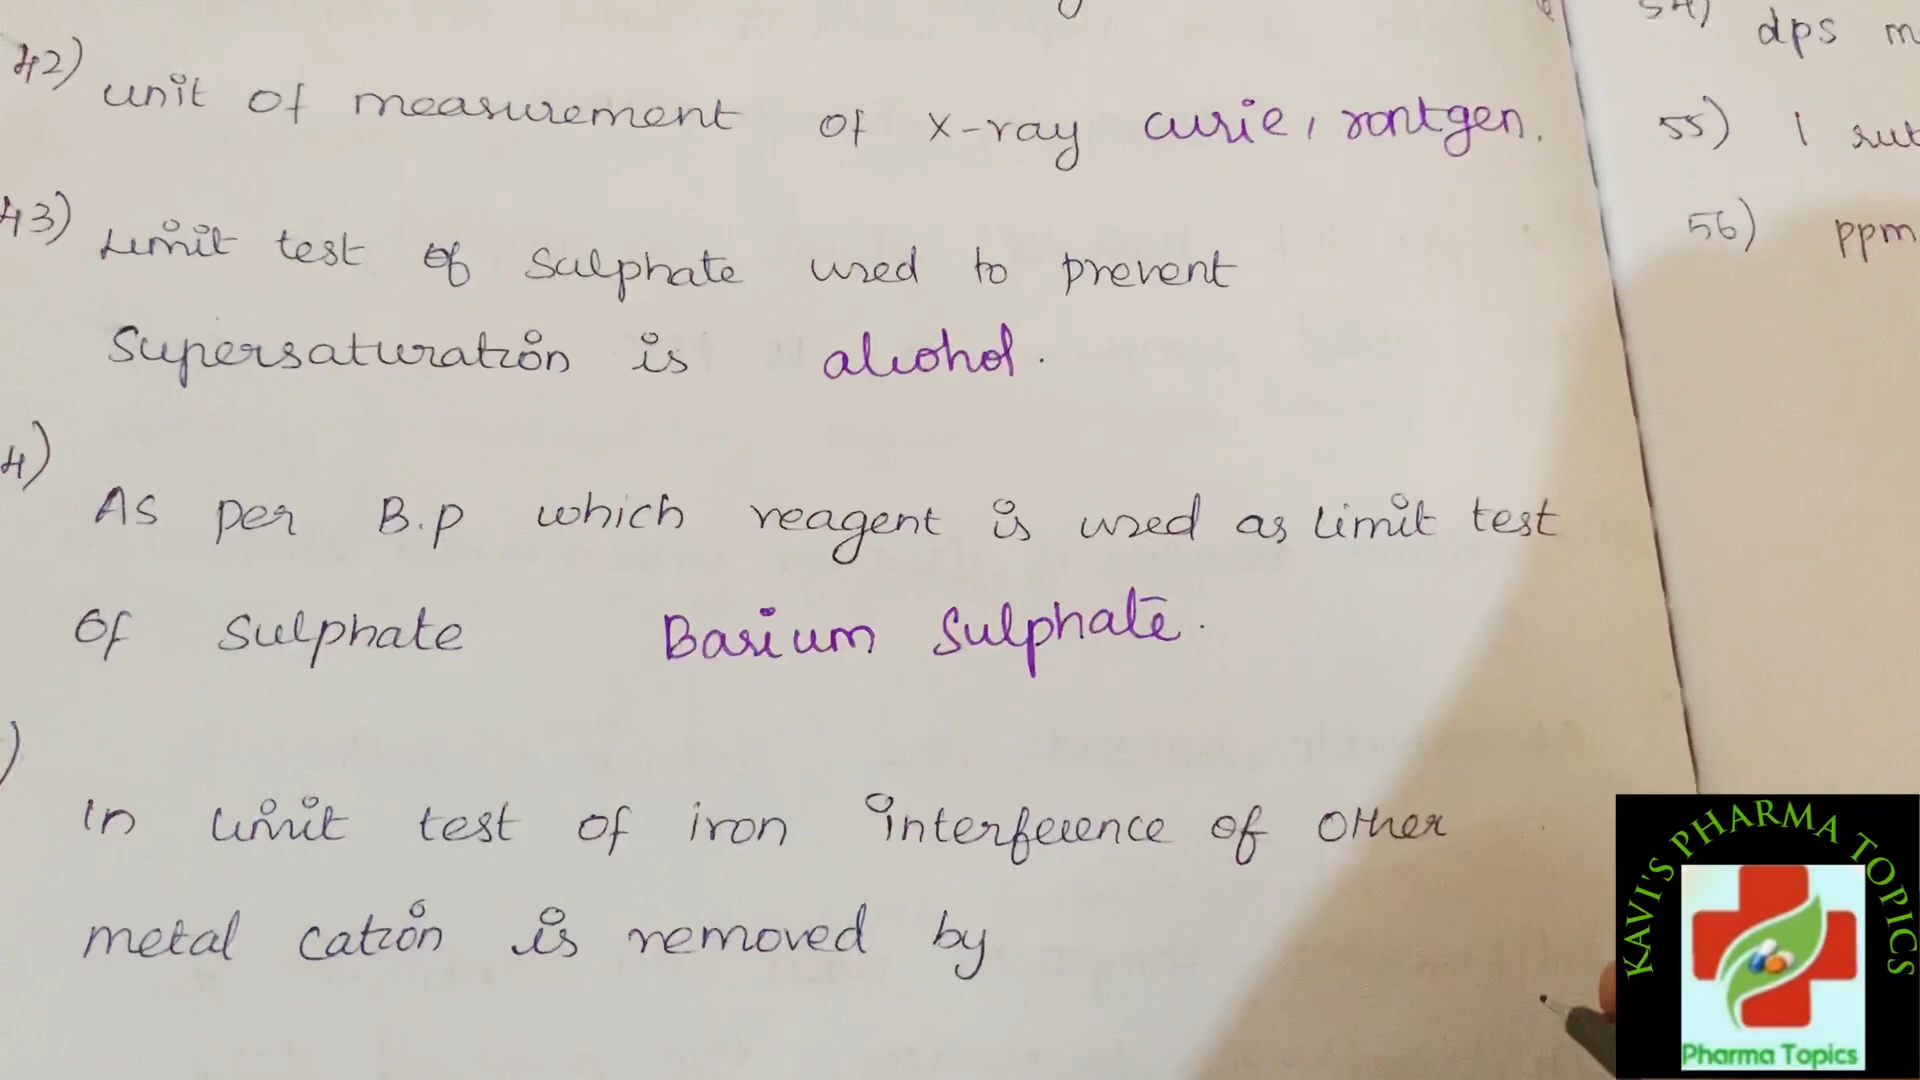 42) unit of measurement of x-ray curie, rontgen.
43) Limit test of sulphate used to prevent
Supersaturation is alcohol.
4)
As per B.p which reagent is used as limit test
of sulphate Barium Sulphate.
)
In limit test of iron interference of other
metal cation is removed by
54) dps m
55) 1 rut
56) ppm
KAVI'S PHARMA TOPICS
Pharma Topics